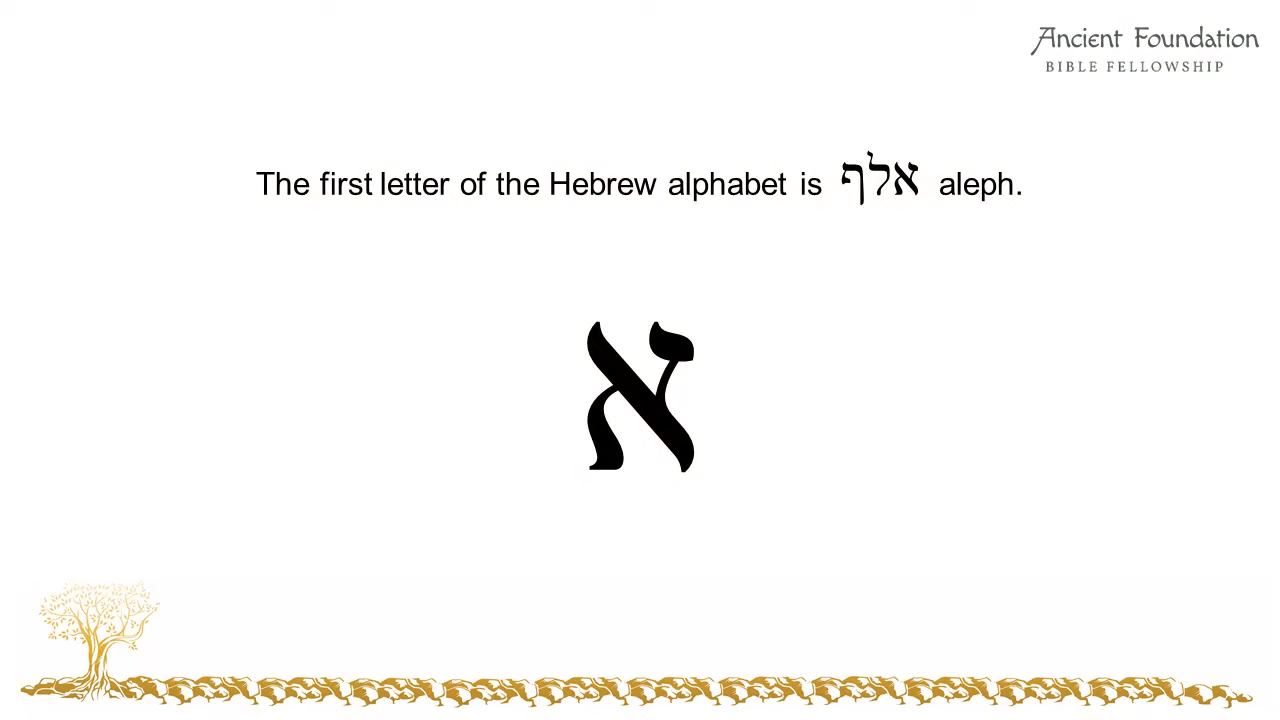 Ancient Foundation
BIBLE FELLOWSHIP
The first letter of the Hebrew alphabet is אלף aleph.
א